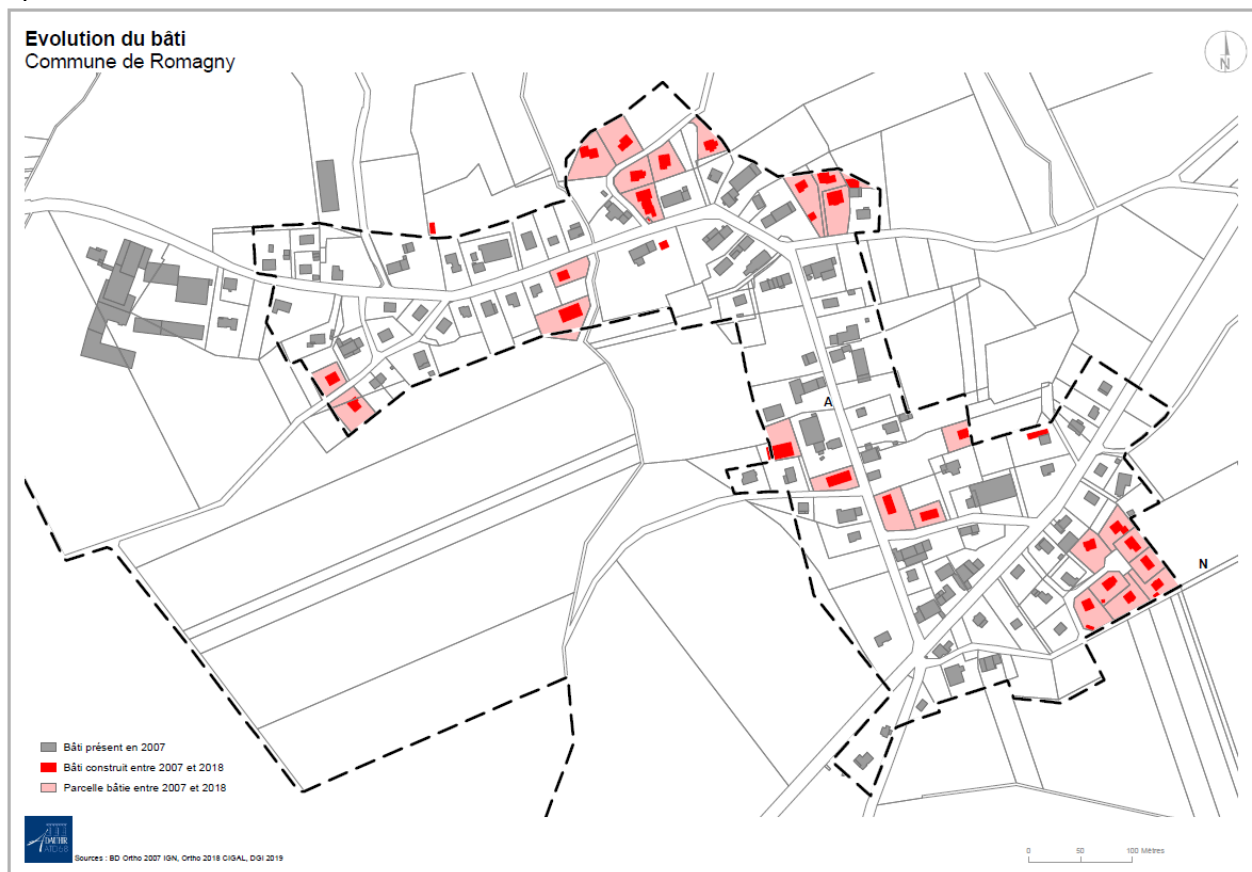 Evolution du bâti
Commune de Romagny
N
A
N
Bâti présent en 2007
Bâti construit entre 2007 et 2018
Parcelle bâtie entre 2007 et 2018
Sources : BD Ortho 2007 IGN, Ortho 2018 CIGAL, DGI 2019
0 50 100 Mètres